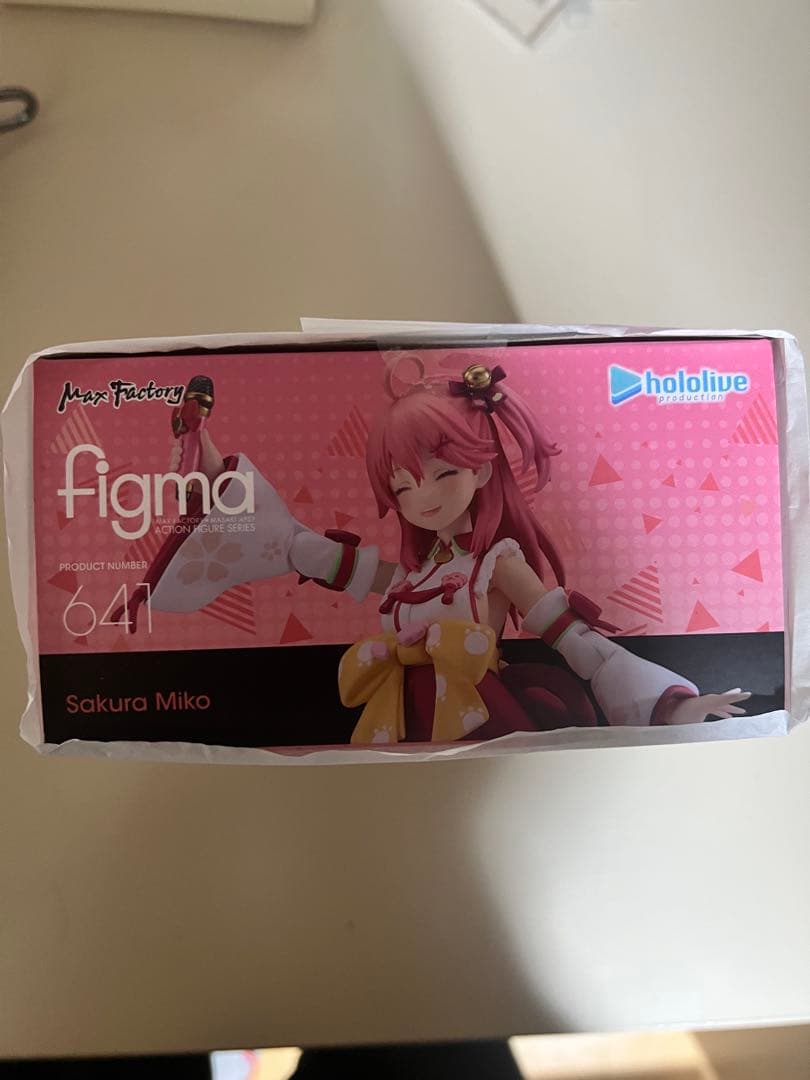 Max Factory
hololive
production
figma
MAX FACTORY + MASAKI APSY
ACTION FIGURE SERIES
PRODUCT NUMBER
641
Sakura Miko